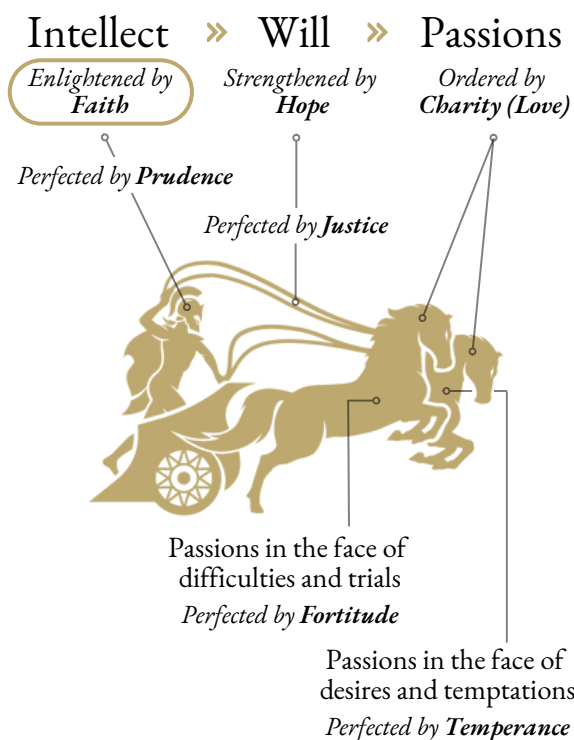 Intellect » Will » Passions
Enlightened by Strengthened by Ordered by
Faith Hope Charity (Love)
Perfected by Prudence
Perfected by Justice
Passions in the face of
difficulties and trials
Perfected by Fortitude
Passions in the face of
desires and temptations
Perfected by Temperance